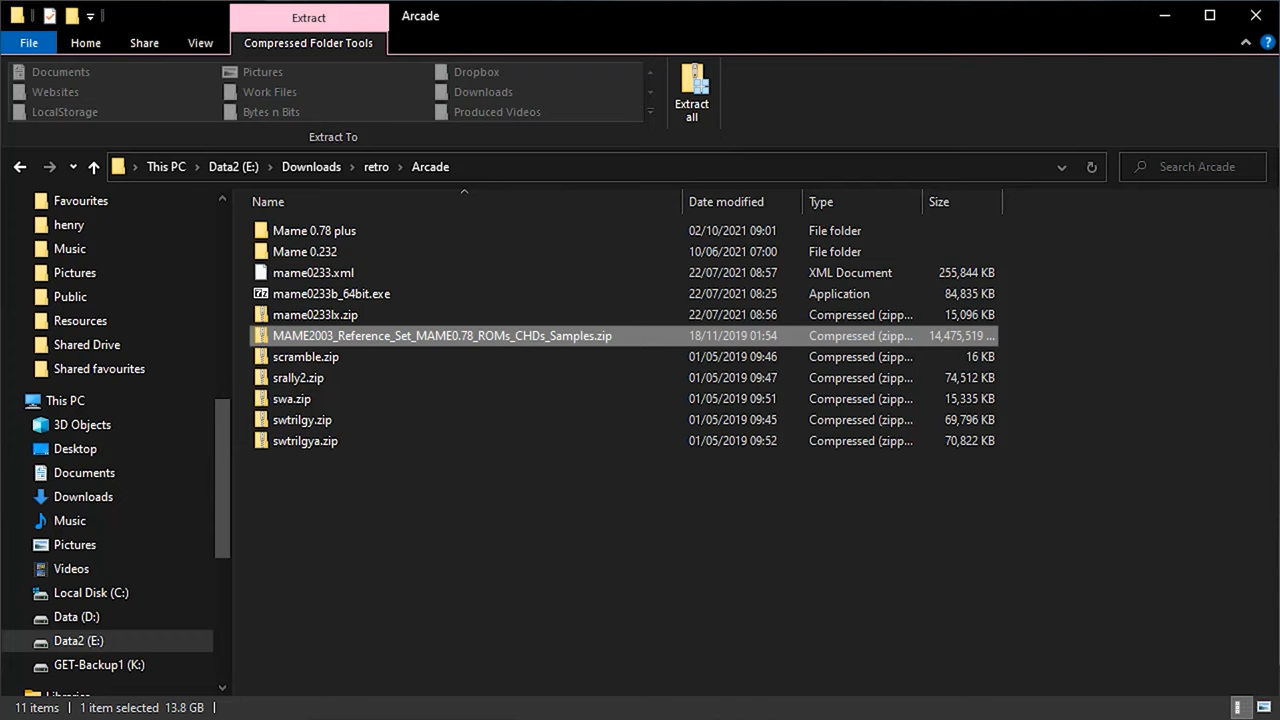 Extract
Arcade
File
Home
Share
View
Compressed Folder Tools
Documents
Pictures
Dropbox
Websites
Work Files
Downloads
LocalStorage
Bytes n Bits
Produced Videos
Extract To
Extract
all
This PC > Data2 (E:) > Downloads > retro > Arcade
Search Arcade
Name
Date modified
Type
Size
Favourites
henry
Music
Pictures
Public
Resources
Shared Drive
Shared favourites
This PC
3D Objects
Desktop
Documents
Downloads
Music
Pictures
Videos
Local Disk (C:)
Data (D:)
Data2 (E:)
GET-Backup1 (K:)
Mame 0.78 plus 02/10/2021 09:01 File folder
Mame 0.232 10/06/2021 07:00 File folder
mame0233.xml 22/07/2021 08:57 XML Document 255,844 KB
mame0233b_64bit.exe 22/07/2021 08:25 Application 84,835 KB
mame0233lx.zip 22/07/2021 08:57 Compressed (zipp... 15,096 KB
MAME2003_Reference_Set_MAME0.78_ROMs_CHDs_Samples.zip 18/11/2019 01:54 Compressed (zipp... 14,475,519 ...
scramble.zip 01/05/2019 09:46 Compressed (zipp... 16 KB
srally2.zip 01/05/2019 09:47 Compressed (zipp... 74,512 KB
swa.zip 01/05/2019 09:51 Compressed (zipp... 15,335 KB
swtrilgy.zip 01/05/2019 09:45 Compressed (zipp... 69,796 KB
swtrilgya.zip 01/05/2019 09:52 Compressed (zipp... 70,822 KB
11 items
1 item selected 13.8 GB